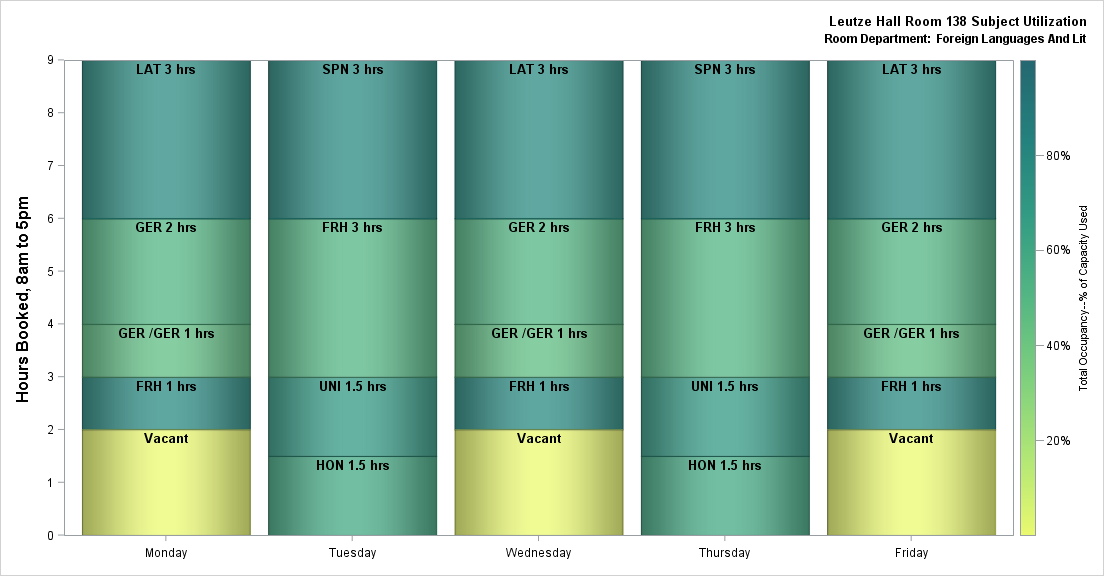 Leutze Hall Room 138 Subject Utilization
Room Department: Foreign Languages And Lit
Hours Booked, 8am to 5pm
9
8
7
6
5
4
3
2
1
0
LAT 3 hrs
GER 2 hrs
GER /GER 1 hrs
FRH 1 hrs
Vacant
SPN 3 hrs
FRH 3 hrs
UNI 1.5 hrs
HON 1.5 hrs
LAT 3 hrs
GER 2 hrs
GER /GER 1 hrs
FRH 1 hrs
Vacant
SPN 3 hrs
FRH 3 hrs
UNI 1.5 hrs
HON 1.5 hrs
LAT 3 hrs
GER 2 hrs
GER /GER 1 hrs
FRH 1 hrs
Vacant
Monday
Tuesday
Wednesday
Thursday
Friday
80%
60%
40%
20%
Total Occupancy--% of Capacity Used